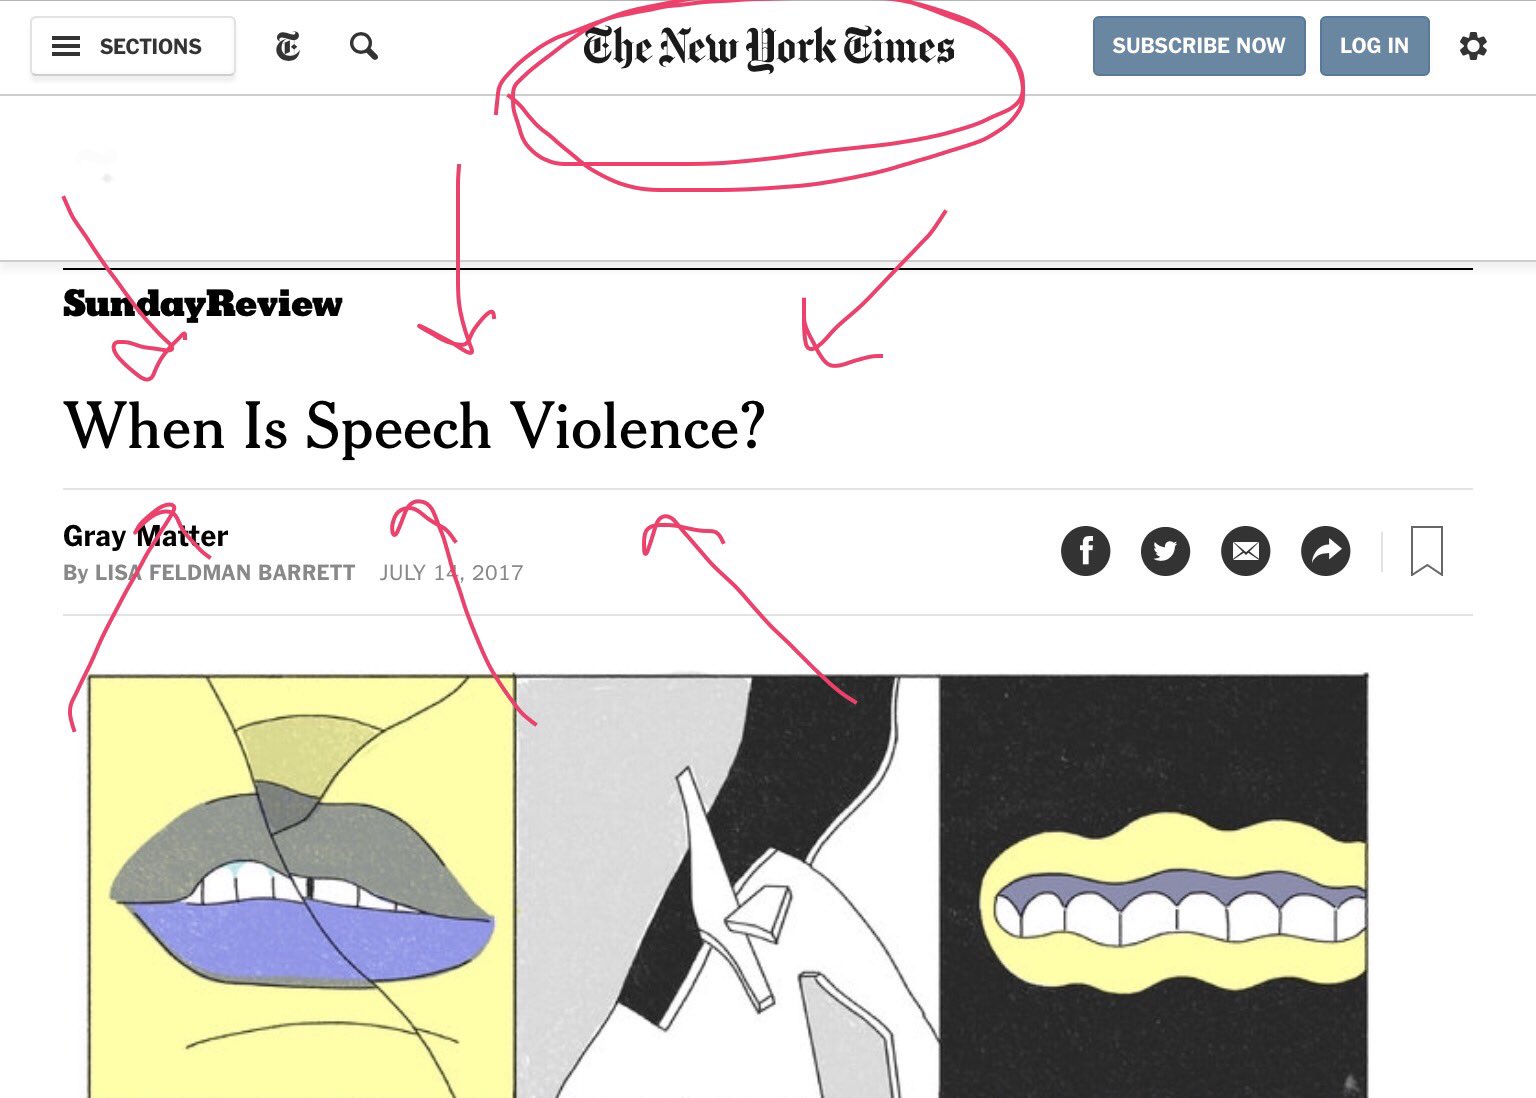 SECTIONS
The New York Times
SUBSCRIBE NOW
LOG IN
SundayReview
When Is Speech Violence?
Gray Matter
By LISA FELDMAN BARRETT JULY 14, 2017